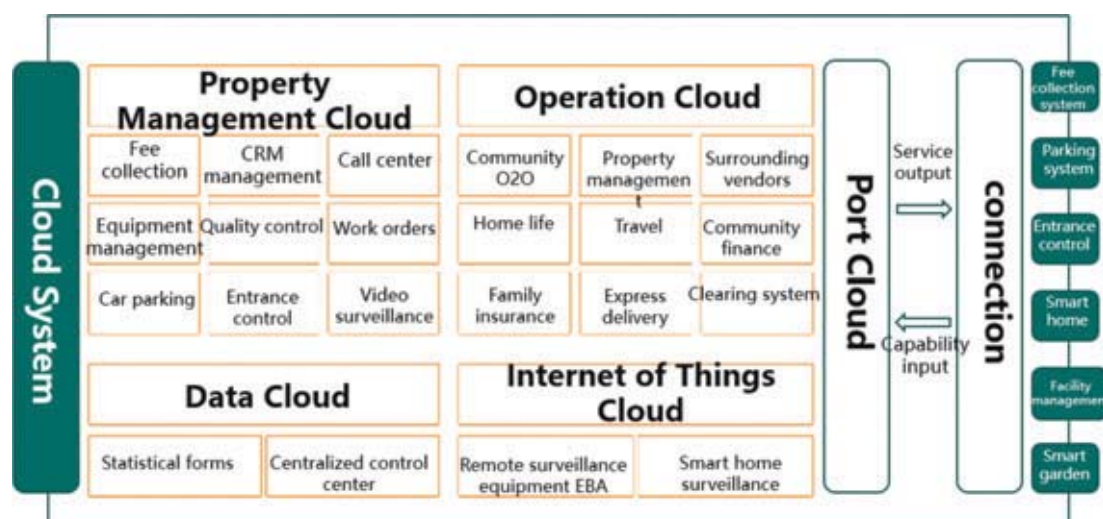 Cloud System
Property
Management Cloud
Fee
collection
CRM
management
Call center
Equipment
management
Quality control
Work orders
Car parking
Entrance
control
Video
surveillance
Operation Cloud
Community
O2O
Property
managemen
t
Surrounding
vendors
Home life
Travel
Community
finance
Family
insurance
Express
delivery
Clearing system
Data Cloud
Statistical forms
Centralized control
center
Internet of Things
Cloud
Remote surveillance
equipment EBA
Smart home
surveillance
Port Cloud
Service
output
Capability
input
connection
Fee
collection
system
Parking
system
Entrance
control
Smart
home
Facility
management
Smart
garden